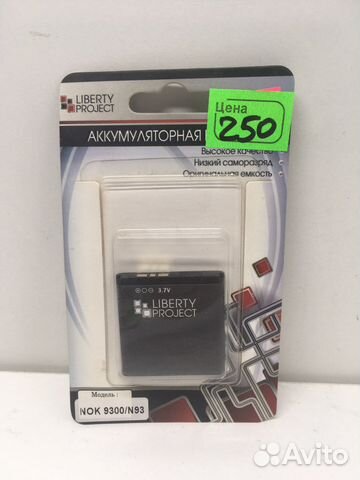 LIBERTY
PROJECT
Цена
250
АККУМУЛЯТОРНАЯ
Высокое качество
Низкий саморазряд
Оригинальная емкость
3.7V
LIBERTY
PROJECT
Модель :
NOK 9300/N93
Avito